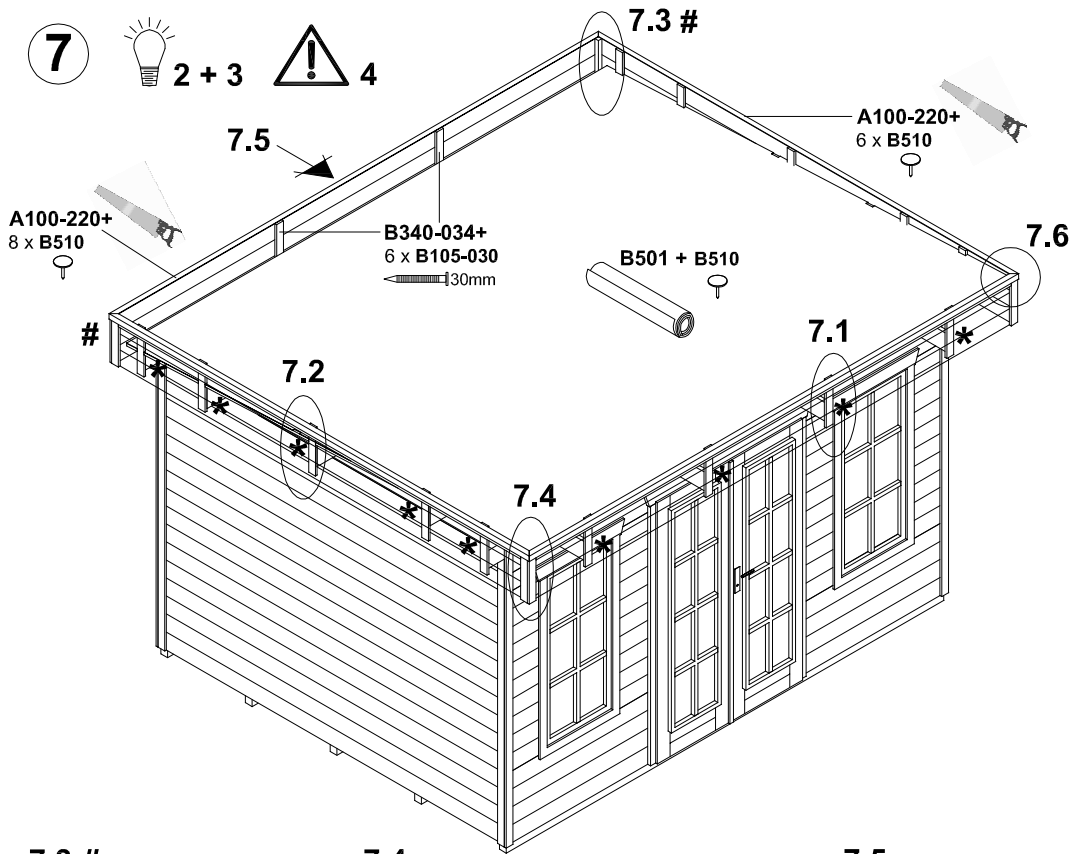 7
2 + 3
4
7.3 #
A100-220+
6 x B510
7.5
A100-220+
8 x B510
B340-034+
6 x B105-030
30mm
B501 + B510
7.6
#
7.1
7.2
*
*
*
*
*
7.4
*
*
*
*